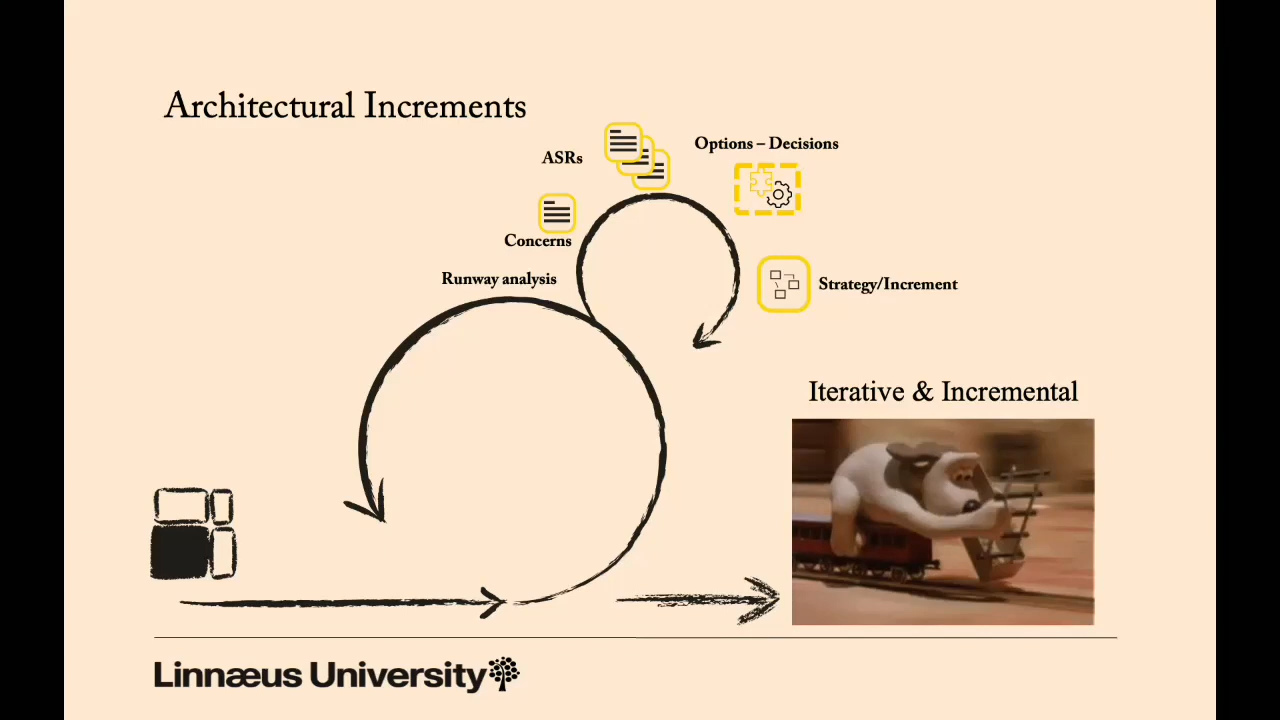 Architectural Increments
ASRs
Options – Decisions
Concerns
Runway analysis
Strategy/Increment
Iterative & Incremental
Linnæus University